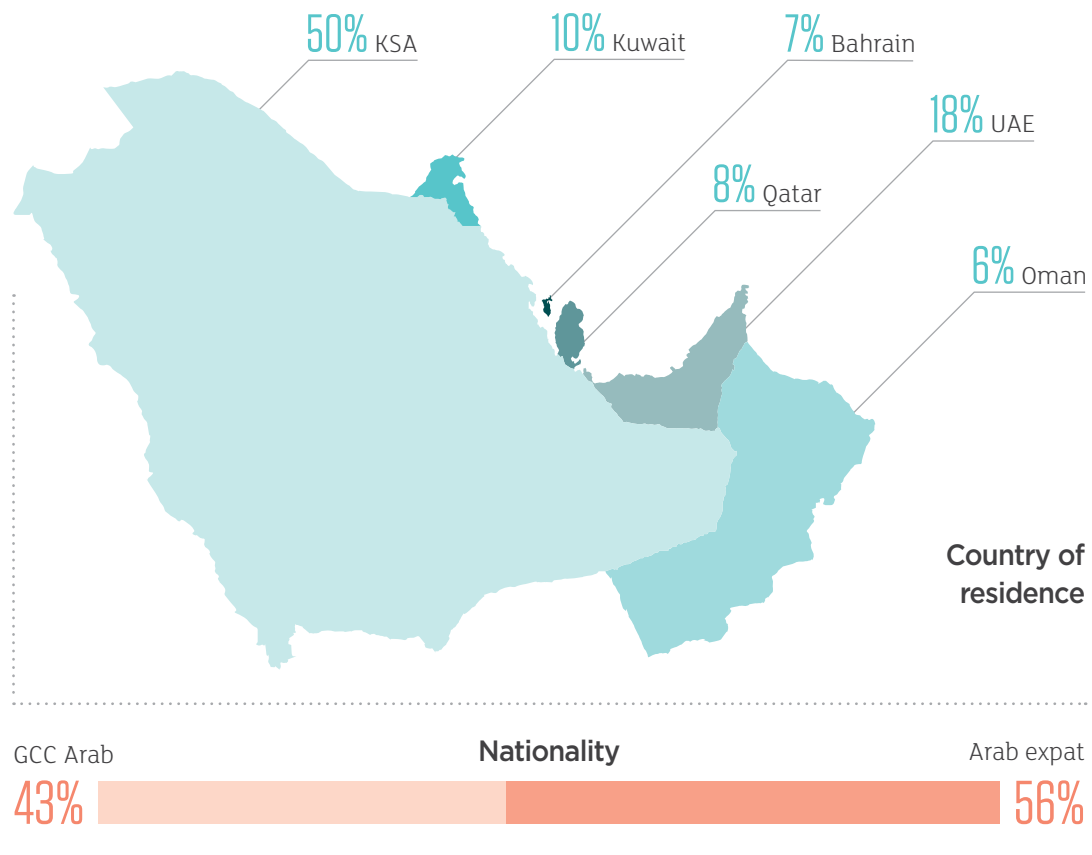 50% KSA
10% Kuwait
7% Bahrain
18% UAE
8% Qatar
6% Oman
Country of
residence
GCC Arab
Nationality
Arab expat
43%
56%